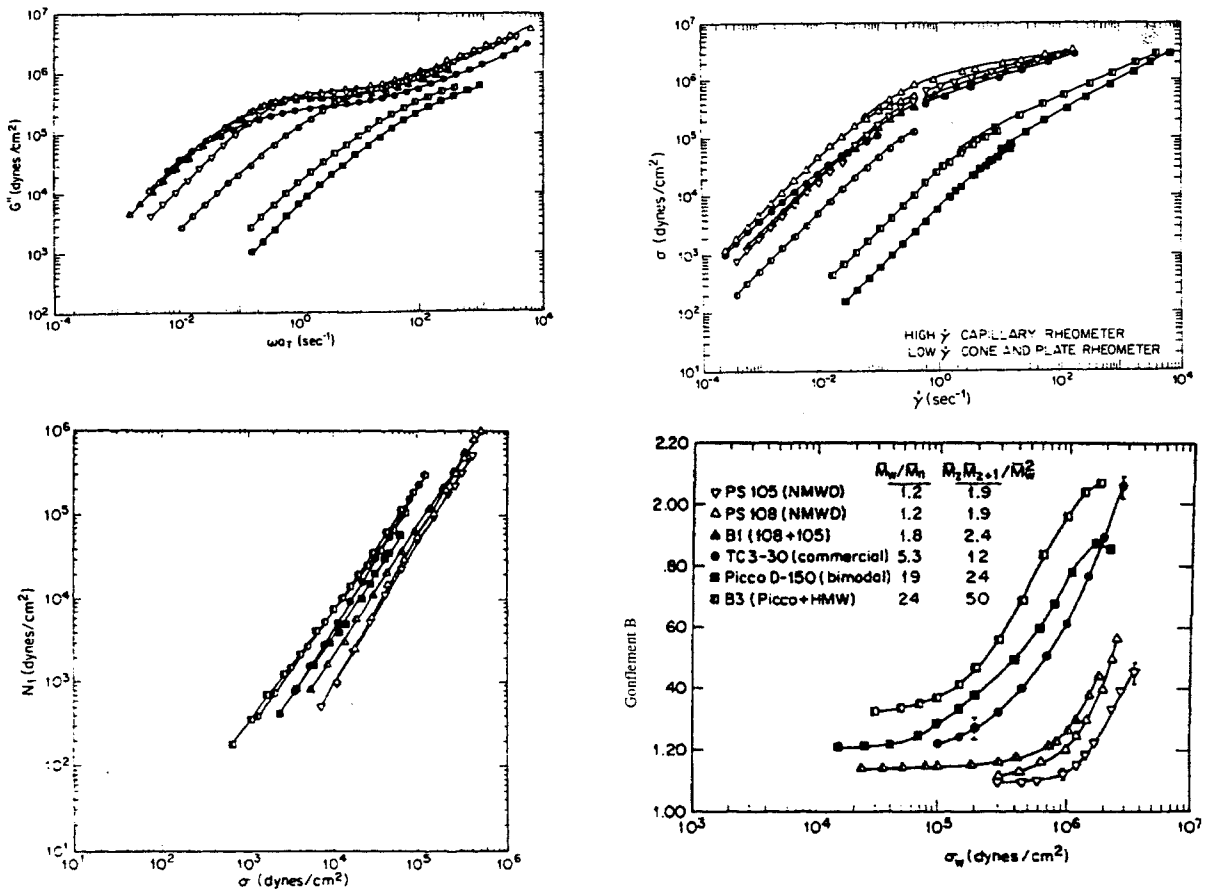 10⁷
10⁶
10⁵
10⁴
10³
10²
G" (dynes/cm²)
10⁻⁴
10⁻²
10⁰
10²
10⁴
ωa_T (sec⁻¹)
10⁷
10⁶
10⁵
10⁴
10³
10²
10¹
σ (dynes/cm²)
HIGH γ̇ CAPILLARY RHEOMETER
LOW γ̇ CONE AND PLATE RHEOMETER
10⁻⁴
10⁻²
10⁰
10²
10⁴
γ̇ (sec⁻¹)
10⁶
10⁵
10⁴
10³
10²
10¹
N₁ (dynes/cm²)
10¹
10²
10³
10⁴
10⁵
10⁶
σ (dynes/cm²)
2.20
2.00
.80
60
.40
1.20
1.00
Gonflement B
M̄w/M̄n M̄zM̄z+1/M̄w²
PS 105 (NMWD) 1.2 1.9
PS 108 (NMWD) 1.2 1.9
B1 (108+105) 1.8 2.4
TC3-30 (commercial) 5.3 12
Picco D-150 (bimodal) 19 24
B3 (Picco+HMW) 24 50
10³
10⁴
10⁵
10⁶
10⁷
σ_w (dynes/cm²)